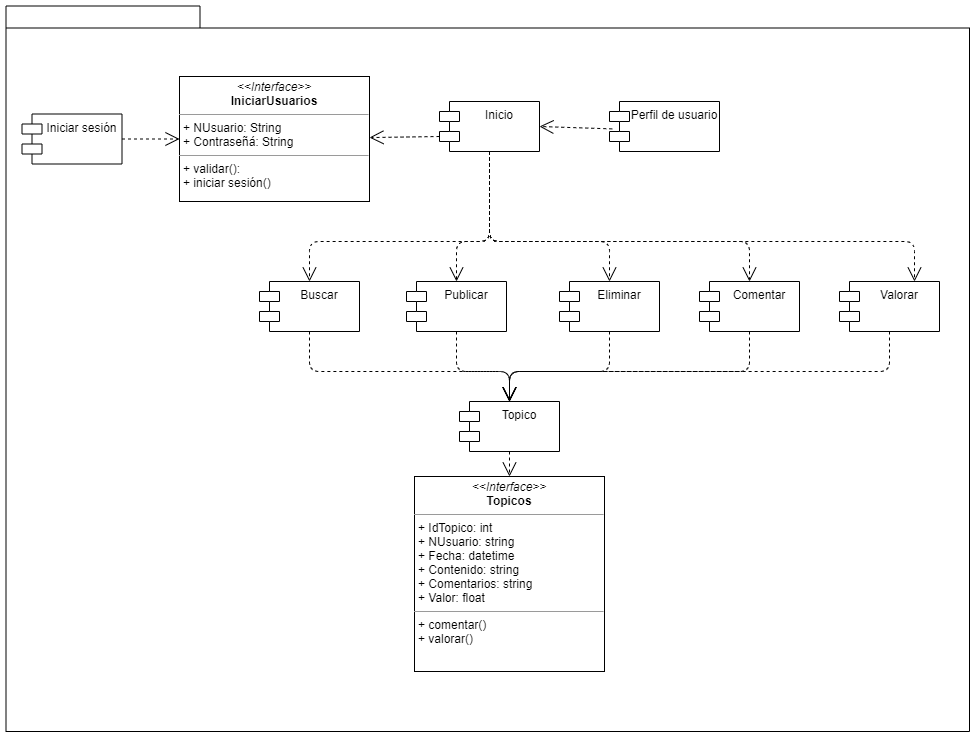 <<Interface>>
IniciarUsuarios
+ NUsuario: String
+ Contraseñá: String
+ validar():
+ iniciar sesión()
Iniciar sesión
Inicio
Perfil de usuario
Buscar
Publicar
Eliminar
Comentar
Valorar
Topico
<<Interface>>
Topicos
+ IdTopico: int
+ NUsuario: string
+ Fecha: datetime
+ Contenido: string
+ Comentarios: string
+ Valor: float
+ comentar()
+ valorar()